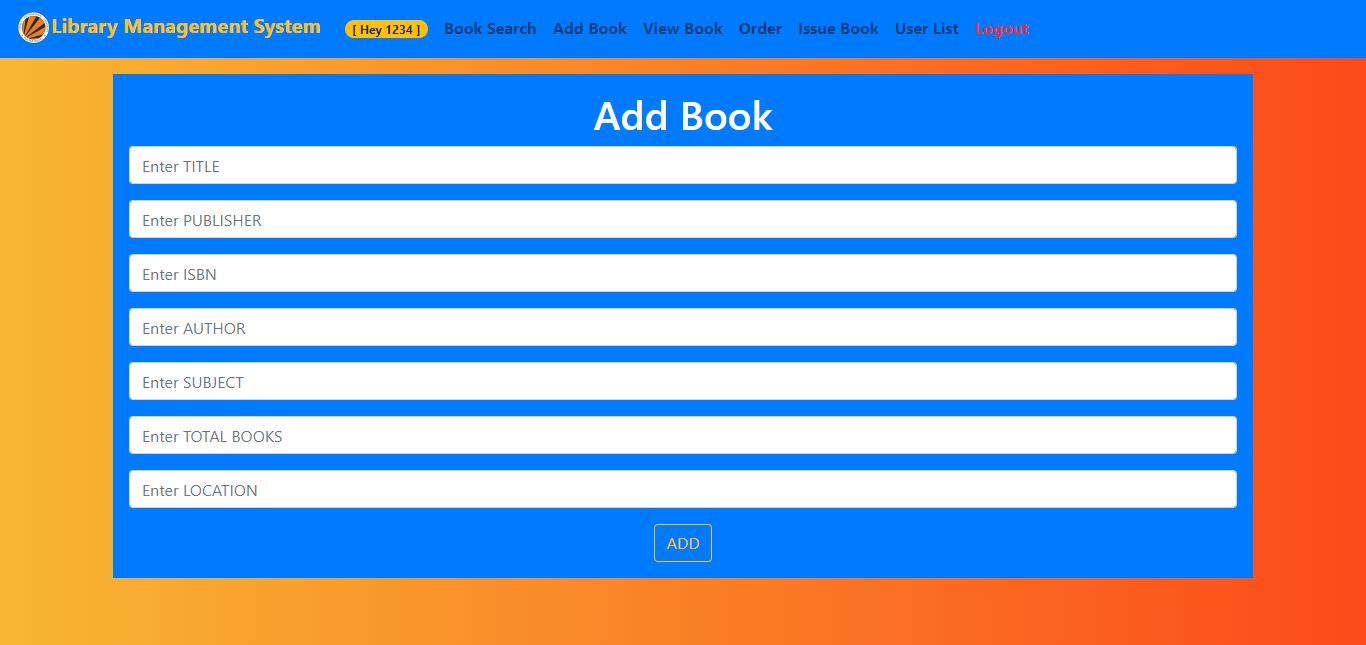 Library Management System [ Hey 1234 ] Book Search Add Book View Book Order Issue Book User List Logout
Add Book
Enter TITLE
Enter PUBLISHER
Enter ISBN
Enter AUTHOR
Enter SUBJECT
Enter TOTAL BOOKS
Enter LOCATION
ADD